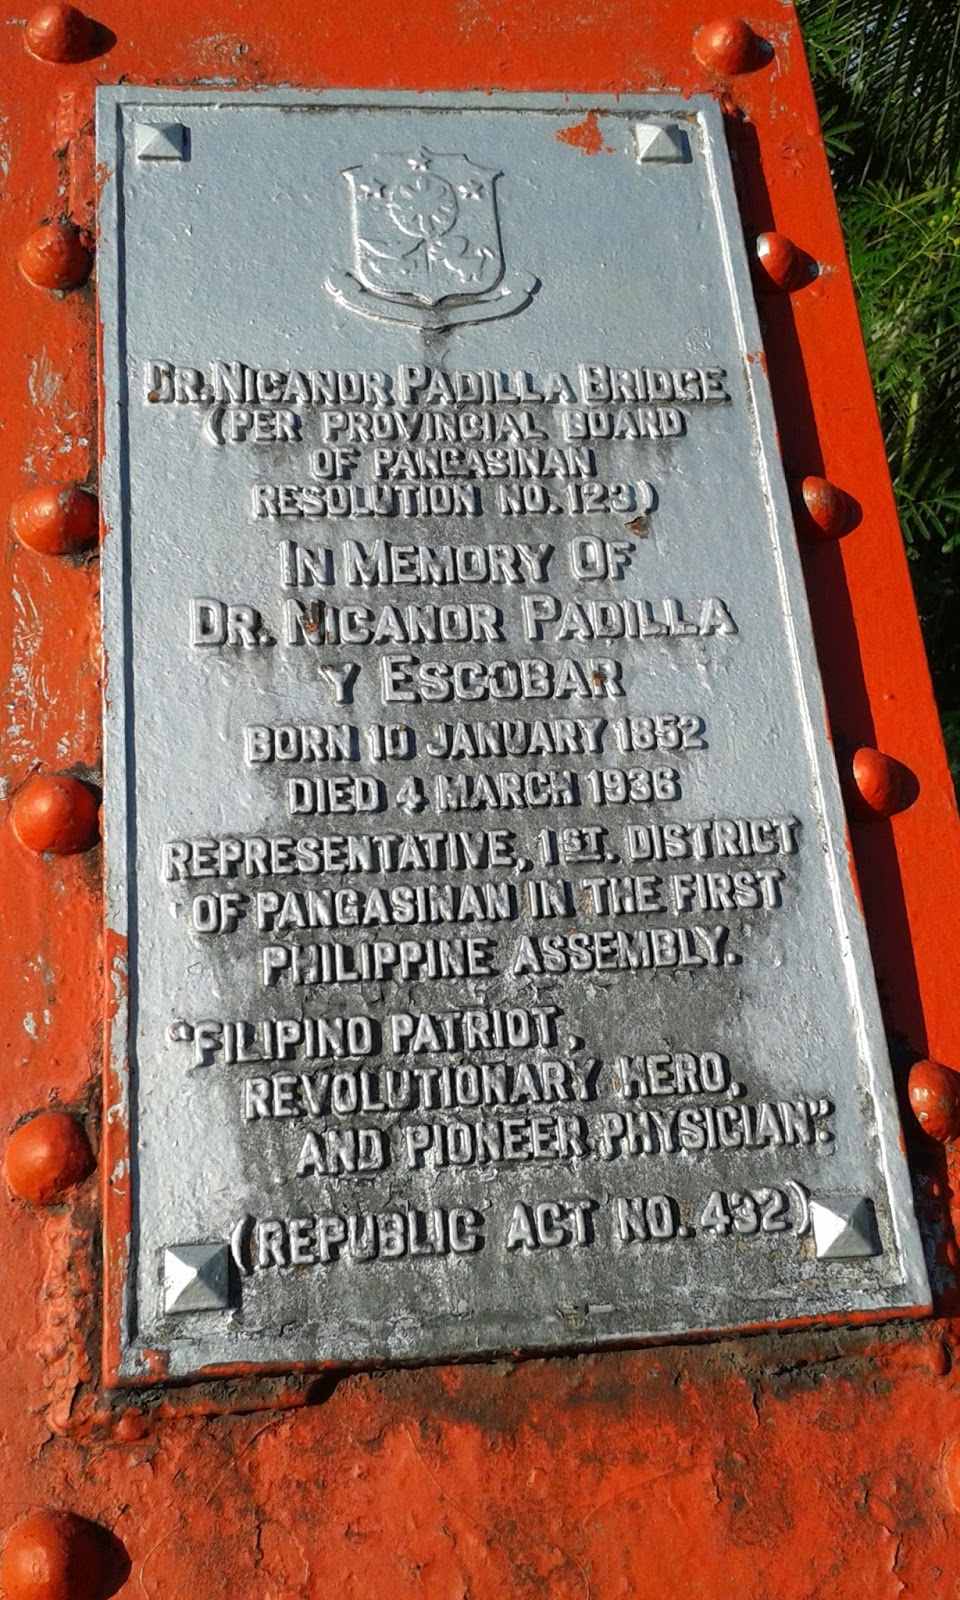 DR. NICANOR PADILLA BRIDGE
(PER PROVINCIAL BOARD
OF PANGASINAN
RESOLUTION NO. 123)
IN MEMORY OF
DR. NICANOR PADILLA
Y ESCOBAR
BORN 10 JANUARY 1852
DIED 4 MARCH 1936
REPRESENTATIVE, 1ST. DISTRICT
OF PANGASINAN IN THE FIRST
PHILIPPINE ASSEMBLY.
"FILIPINO PATRIOT,
REVOLUTIONARY HERO,
AND PIONEER PHYSICIAN".
(REPUBLIC ACT NO. 432)